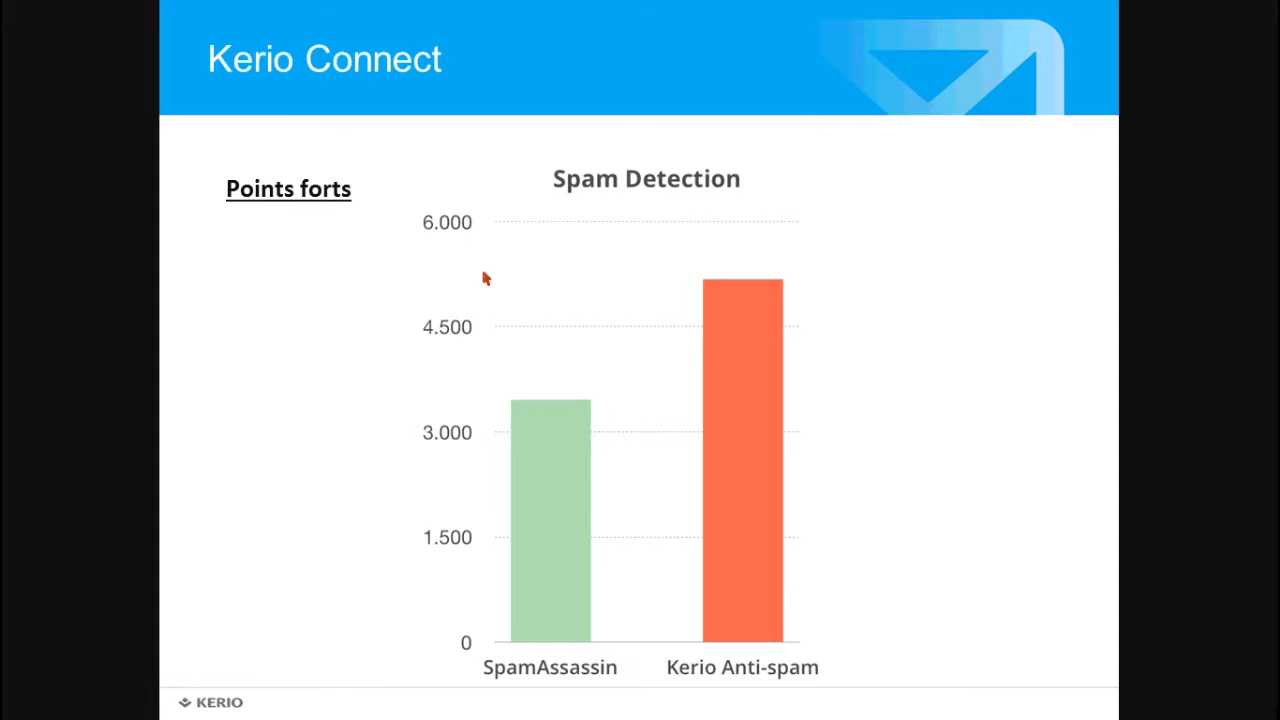 Kerio Connect
Points forts
Spam Detection
6.000
4.500
3.000
1.500
0
SpamAssassin
Kerio Anti-spam
KERIO